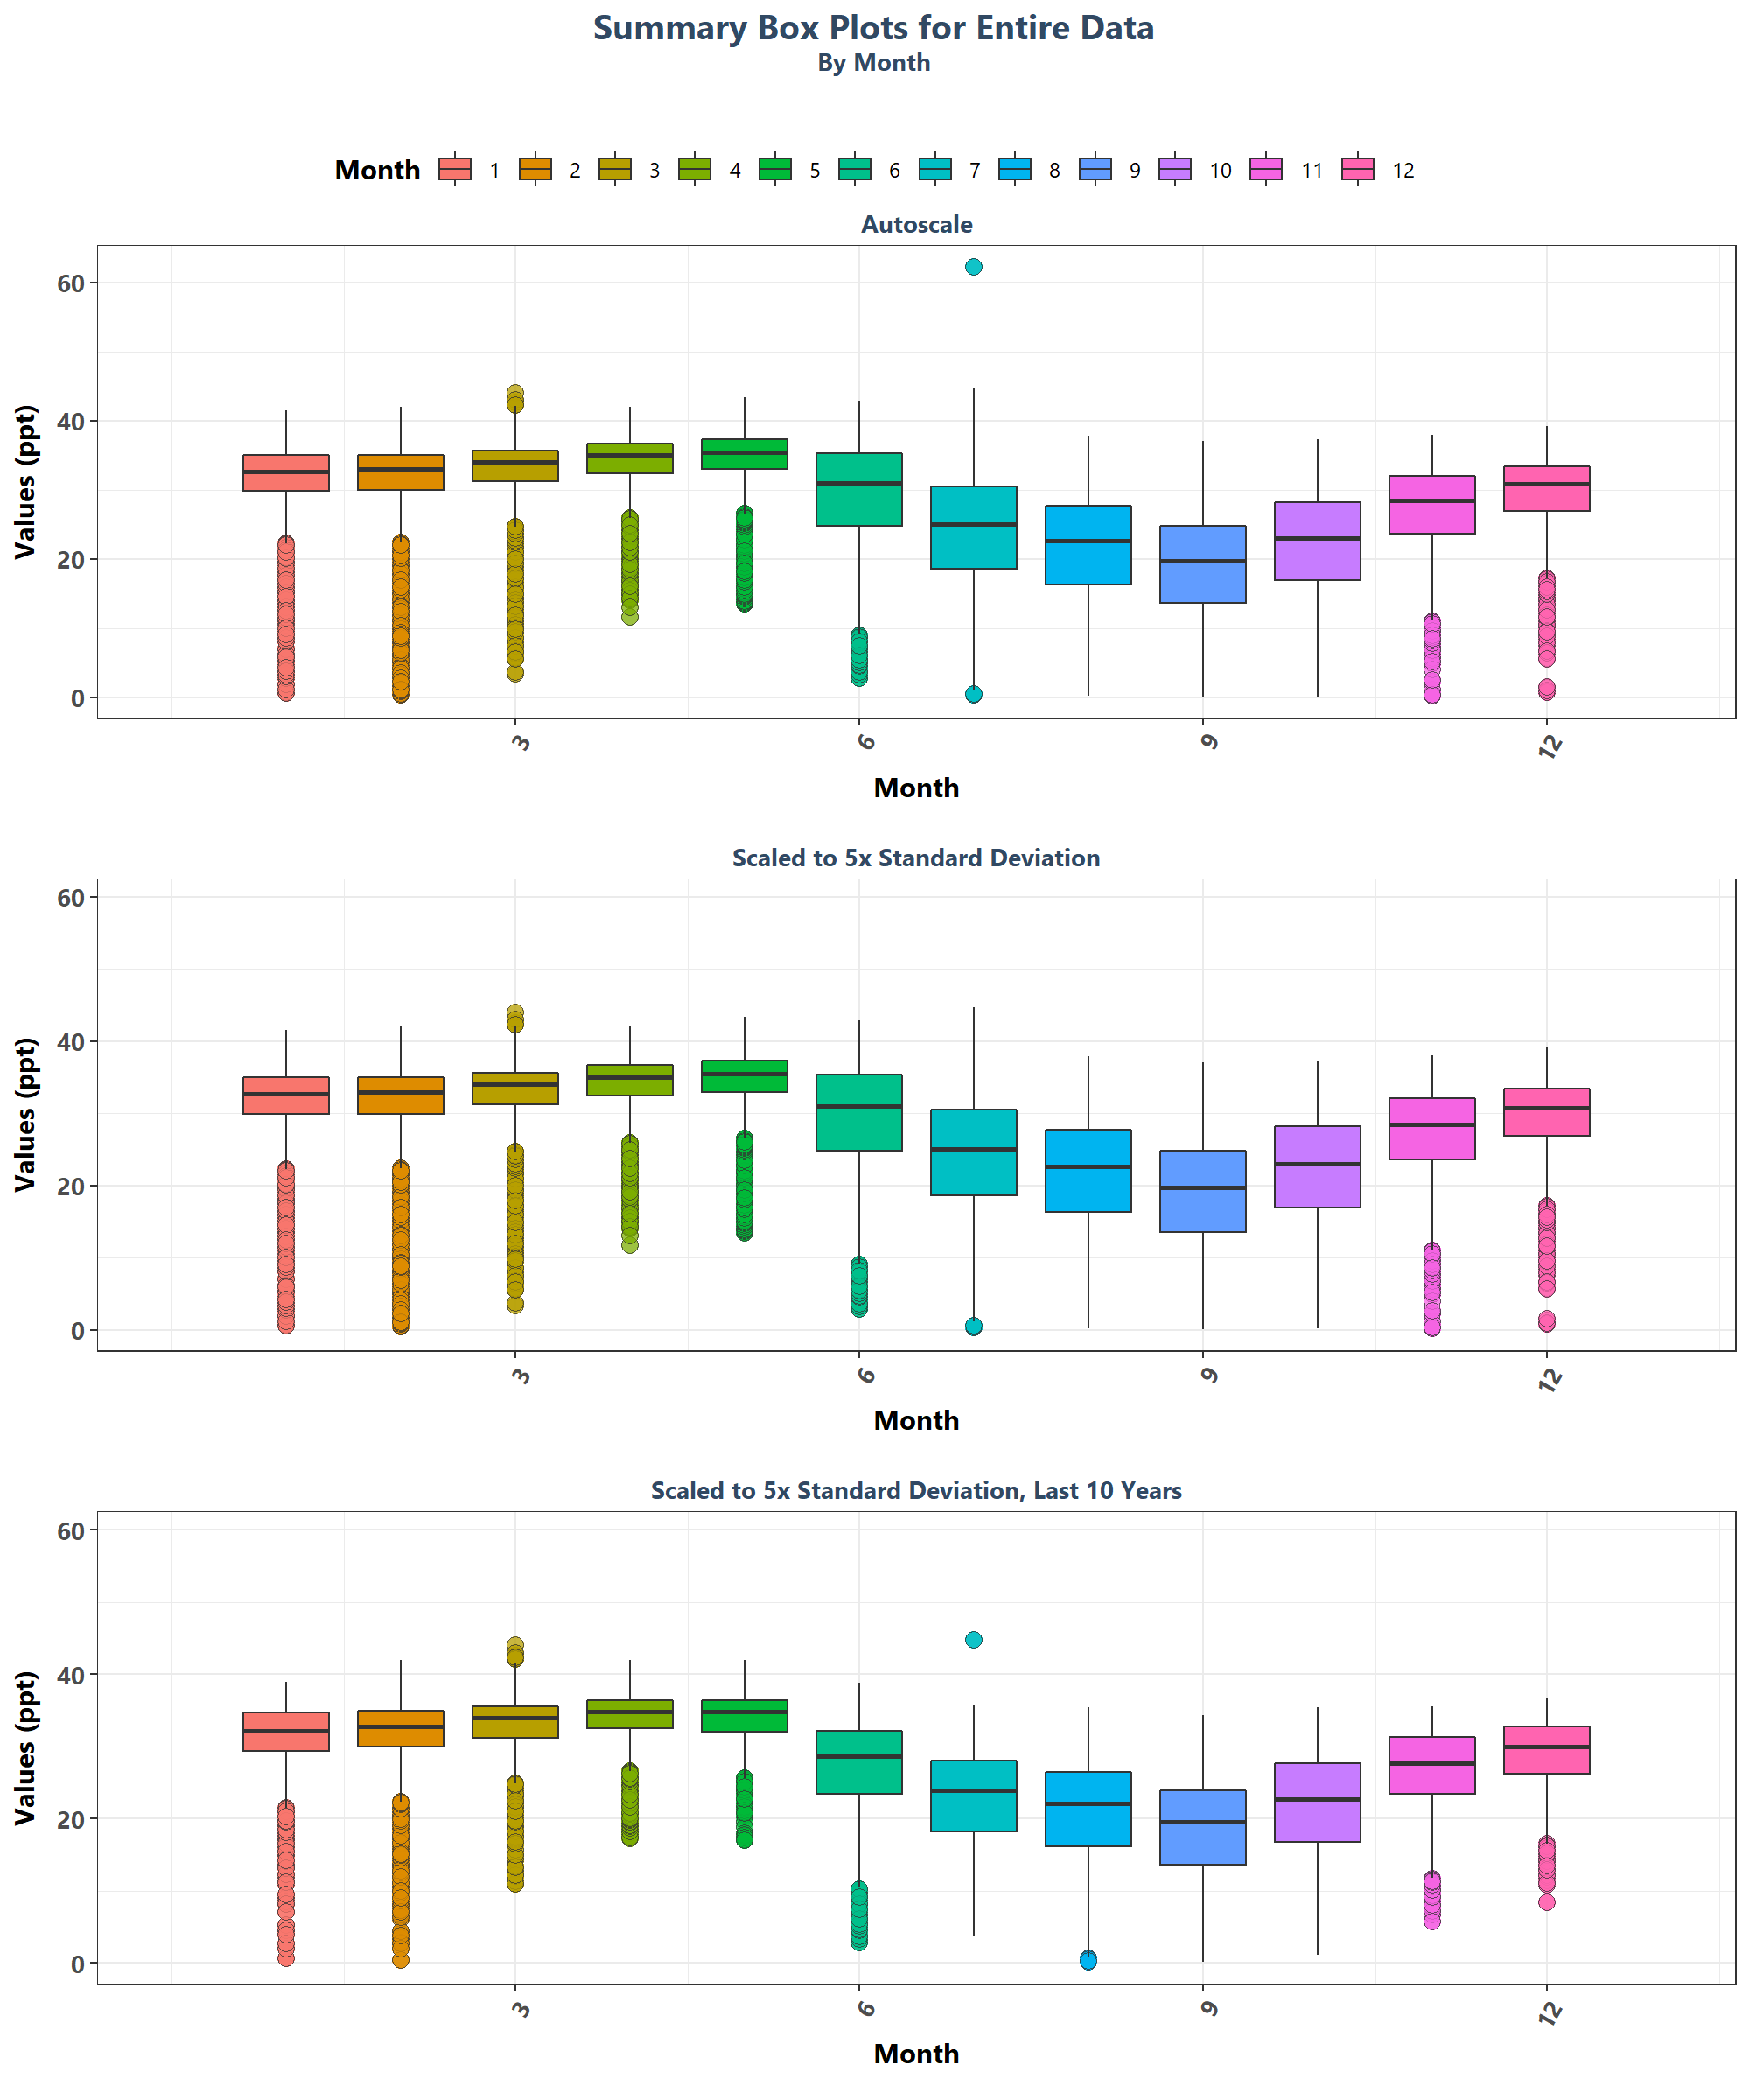 Summary Box Plots for Entire Data
By Month
Month 1 2 3 4 5 6 7 8 9 10 11 12
Autoscale
Values (ppt)
60
40
20
0
3 6 9 12
Month
Scaled to 5x Standard Deviation
Values (ppt)
60
40
20
0
3 6 9 12
Month
Scaled to 5x Standard Deviation, Last 10 Years
Values (ppt)
60
40
20
0
3 6 9 12
Month